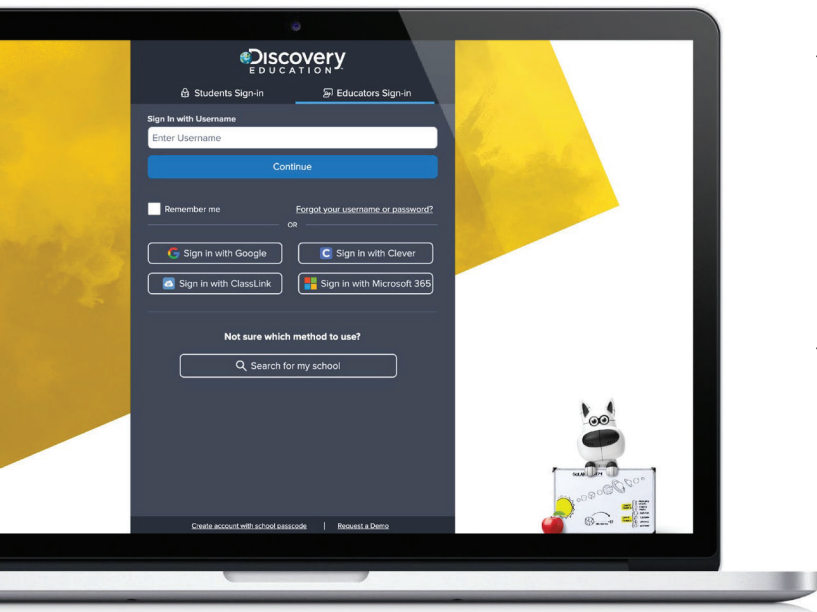 Discovery
EDUCATION
Students Sign-in
Educators Sign-in
Sign In with Username
Enter Username
Continue
Remember me
Forgot your username or password?
OR
Sign in with Google
C Sign in with Clever
Sign in with ClassLink
Sign in with Microsoft 365
Not sure which method to use?
Search for my school
Create account with school passcode | Request a Demo